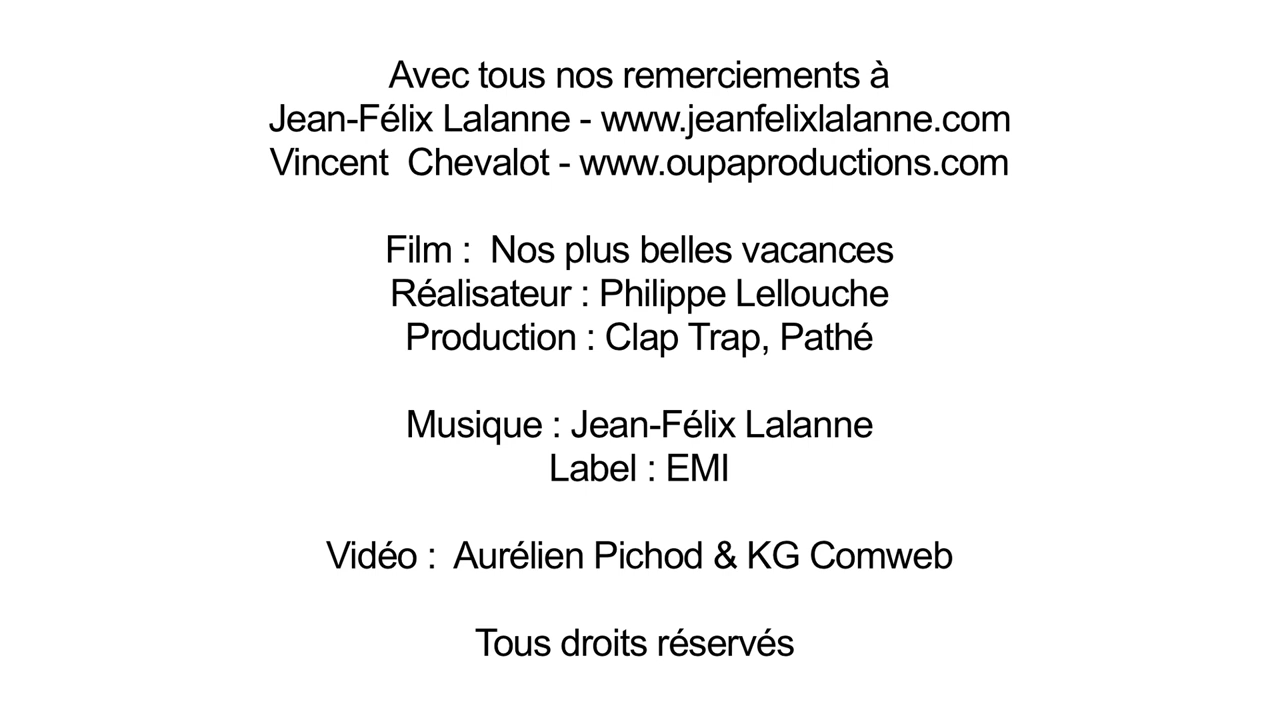 Avec tous nos remerciements à
Jean-Félix Lalanne - www.jeanfelixlalanne.com
Vincent  Chevalot - www.oupaproductions.com
Film :  Nos plus belles vacances
Réalisateur : Philippe Lellouche
Production : Clap Trap, Pathé
Musique : Jean-Félix Lalanne
Label : EMI
Vidéo :  Aurélien Pichod & KG Comweb
Tous droits réservés